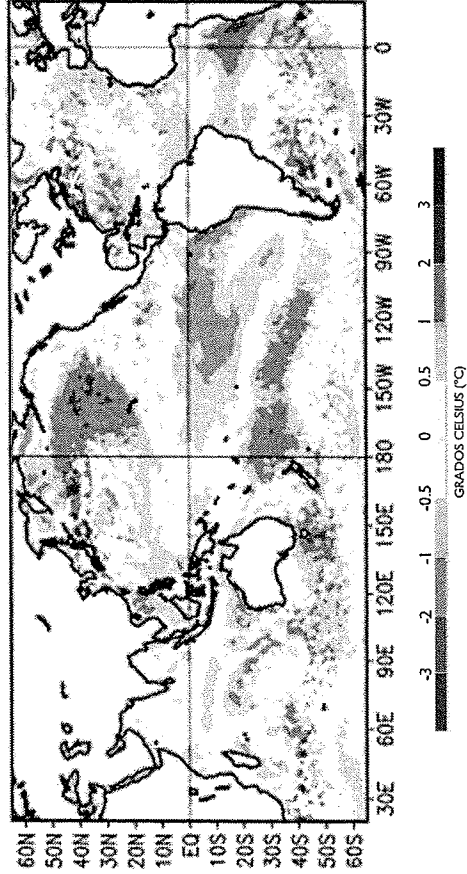 60N
50N
40N
30N
20N
10N
EQ
10S
20S
30S
40S
50S
60S
30E 60E 90E 120E 150E 180 150W 120W 90W 60W 30W 0
-3 -2 -1 -0.5 0 0.5 1 2 3
GRADOS CELSIUS (°C)